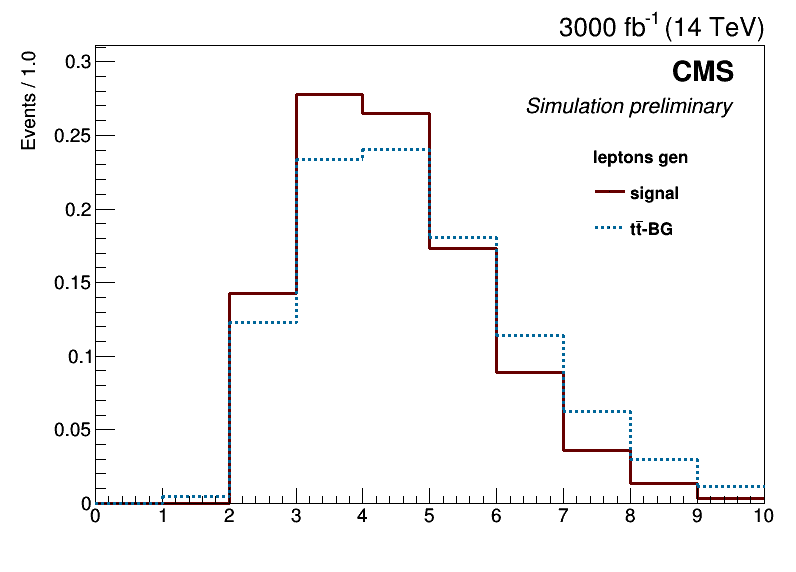 3000 fb⁻¹ (14 TeV)
Events / 1.0
CMS
Simulation preliminary
leptons gen
signal
tt̄-BG
0.3
0.25
0.2
0.15
0.1
0.05
0
0 1 2 3 4 5 6 7 8 9 10